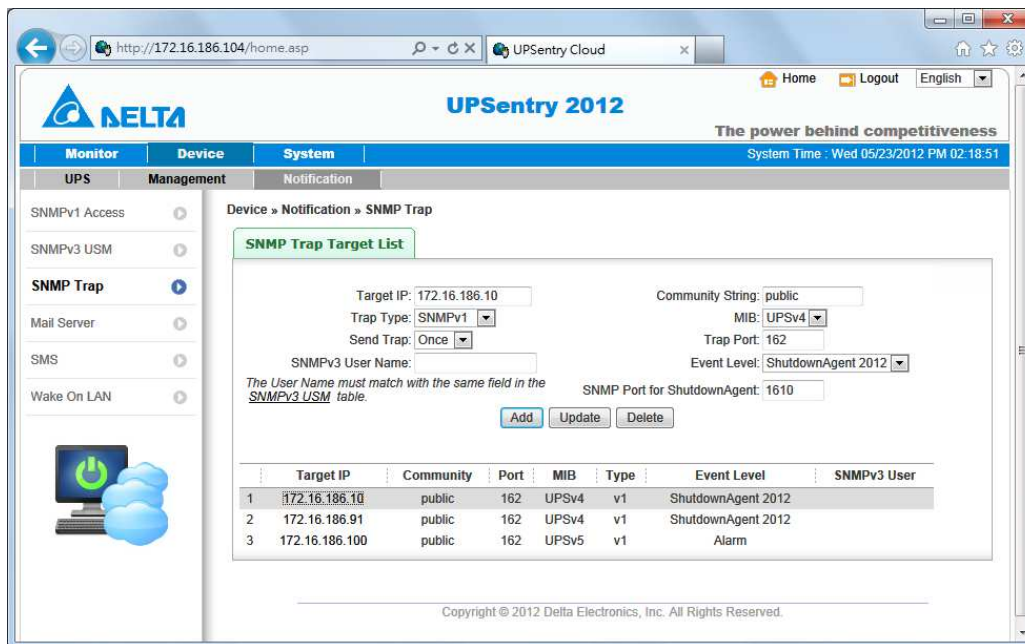 http://172.16.186.104/home.asp
UPSentry Cloud
Home Logout English
DELTA
UPSentry 2012
The power behind competitiveness
Monitor Device System System Time : Wed 05/23/2012 PM 02:18:51
UPS Management Notification
SNMPv1 Access
SNMPv3 USM
SNMP Trap
Mail Server
SMS
Wake On LAN
Device » Notification » SNMP Trap
SNMP Trap Target List
Target IP: 172.16.186.10 Community String: public
Trap Type: SNMPv1 MIB: UPSv4
Send Trap: Once Trap Port: 162
SNMPv3 User Name: Event Level: ShutdownAgent 2012
The User Name must match with the same field in the
SNMPv3 USM table.
SNMP Port for ShutdownAgent: 1610
Add Update Delete
Target IP Community Port MIB Type Event Level SNMPv3 User
1 172.16.186.10 public 162 UPSv4 v1 ShutdownAgent 2012
2 172.16.186.91 public 162 UPSv4 v1 ShutdownAgent 2012
3 172.16.186.100 public 162 UPSv5 v1 Alarm
Copyright © 2012 Delta Electronics, Inc. All Rights Reserved.